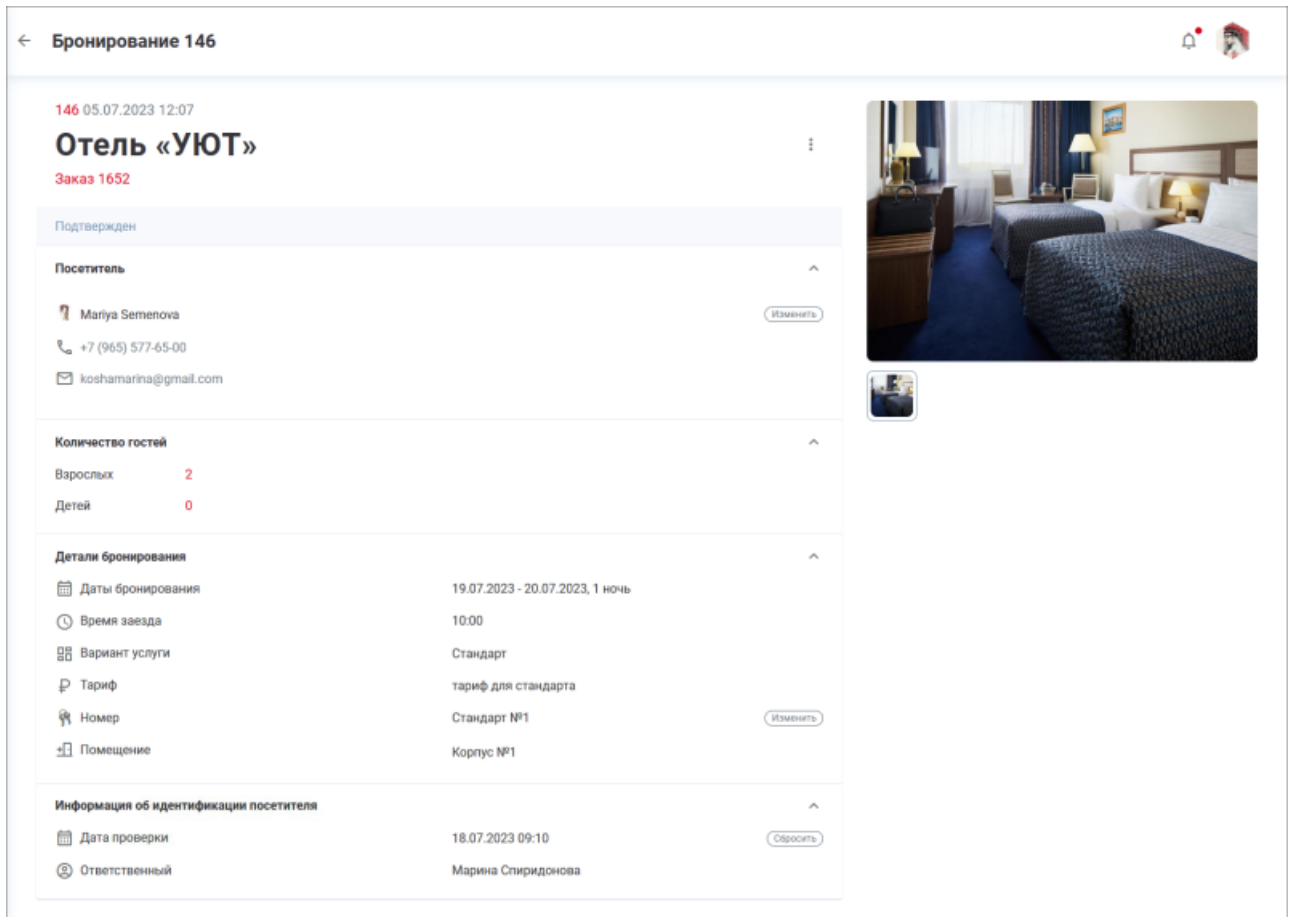 Бронирование 146
146 05.07.2023 12:07
Отель «УЮТ»
Заказ 1652
Подтвержден
Посетитель
Mariya Semenova Изменить
+7 (965) 577-65-00
koshamarina@gmail.com
Количество гостей
Взрослых 2
Детей 0
Детали бронирования
Даты бронирования 19.07.2023 - 20.07.2023, 1 ночь
Время заезда 10:00
Вариант услуги Стандарт
Тариф тариф для стандарта
Номер Стандарт №1 Изменить
Помещение Корпус №1
Информация об идентификации посетителя
Дата проверки 18.07.2023 09:10 Сбросить
Ответственный Марина Спиридонова